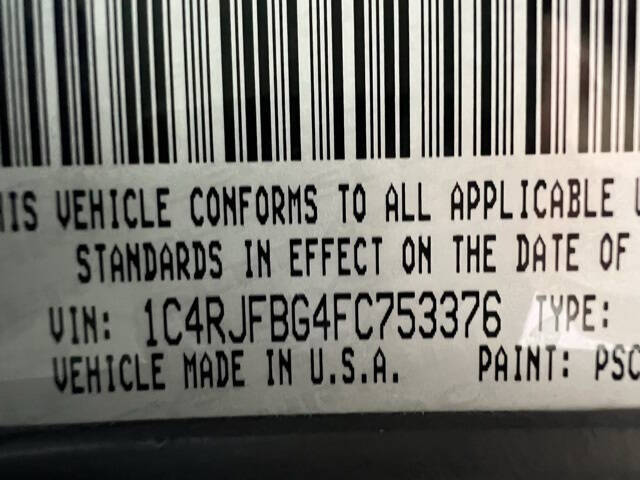 HIS VEHICLE CONFORMS TO ALL APPLICABLE U
STANDARDS IN EFFECT ON THE DATE OF
VIN: 1C4RJFBG4FC753376 TYPE:
VEHICLE MADE IN U.S.A. PAINT: PSC